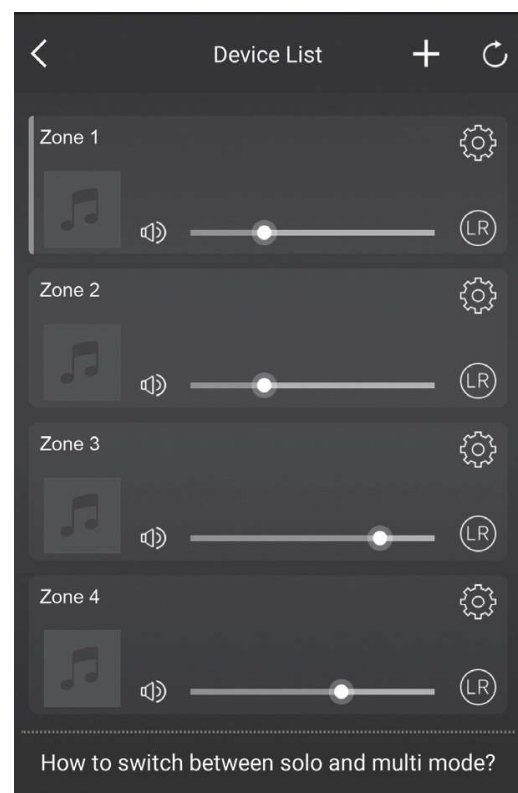 Device List
Zone 1
LR
Zone 2
LR
Zone 3
LR
Zone 4
LR
How to switch between solo and multi mode?